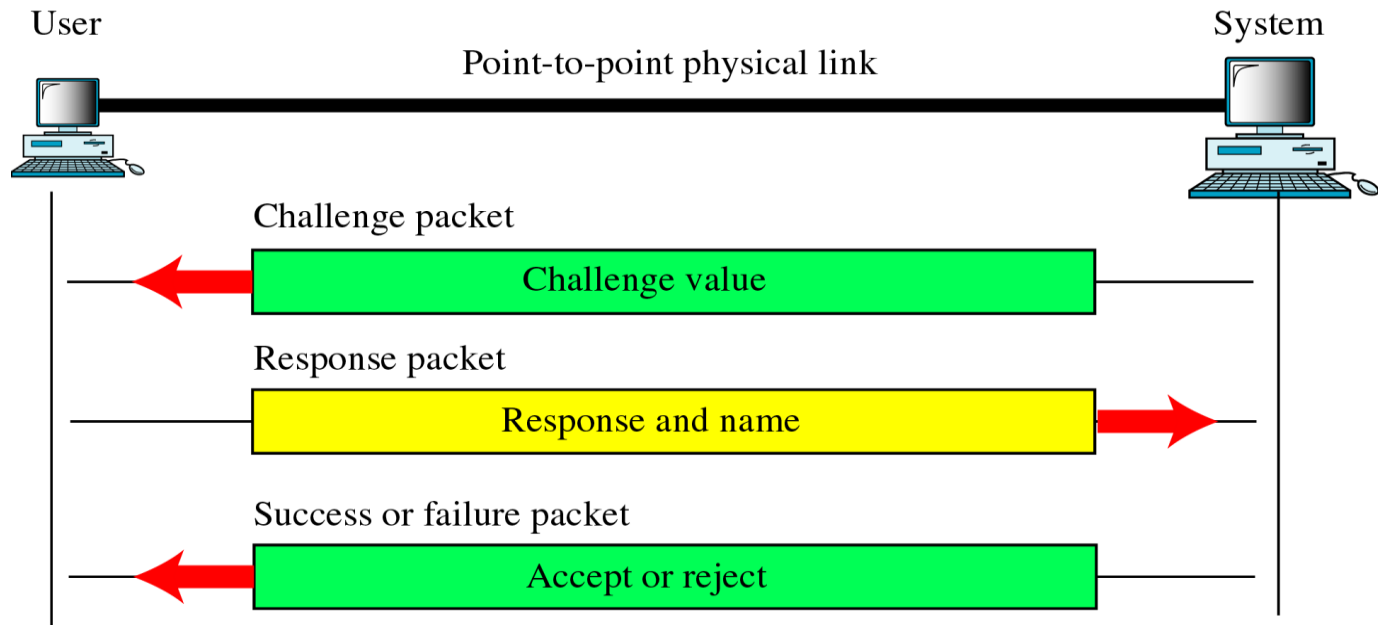 User
System
Point-to-point physical link
Challenge packet
Challenge value
Response packet
Response and name
Success or failure packet
Accept or reject